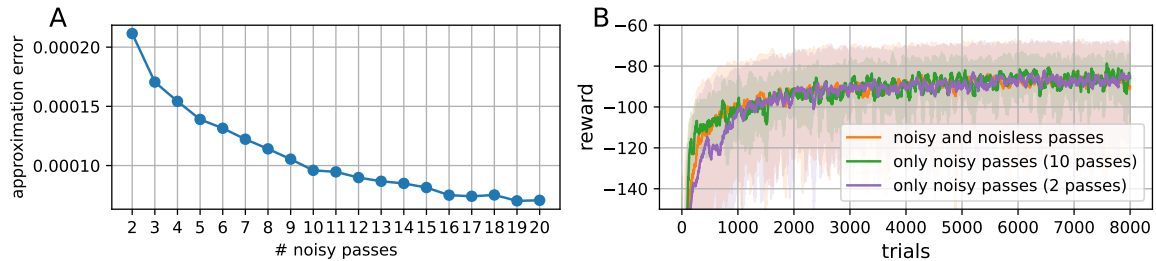 A
approximation error
0.00020
0.00015
0.00010
2 3 4 5 6 7 8 9 10 11 12 13 14 15 16 17 18 19 20
# noisy passes
B
reward
−60
−80
−100
−120
−140
noisy and noisless passes
only noisy passes (10 passes)
only noisy passes (2 passes)
0 1000 2000 3000 4000 5000 6000 7000 8000
trials